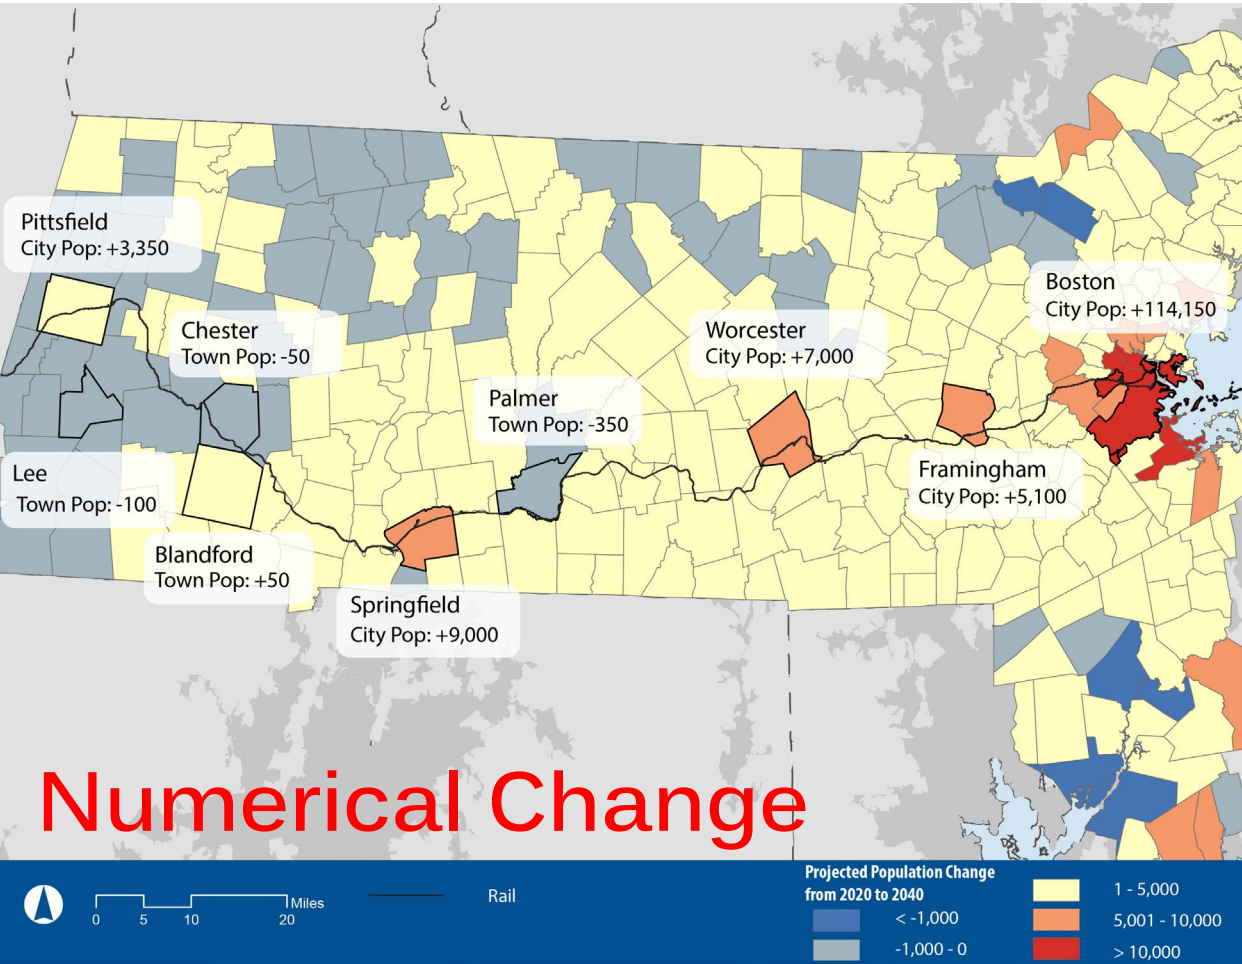 Pittsfield
City Pop: +3,350
Chester
Town Pop: -50
Boston
City Pop: +114,150
Worcester
City Pop: +7,000
Palmer
Town Pop: -350
Lee
Town Pop: -100
Framingham
City Pop: +5,100
Blandford
Town Pop: +50
Springfield
City Pop: +9,000
Numerical Change
0 5 10 20 Miles
Rail
Projected Population Change
from 2020 to 2040
< -1,000
-1,000 - 0
1 - 5,000
5,001 - 10,000
> 10,000